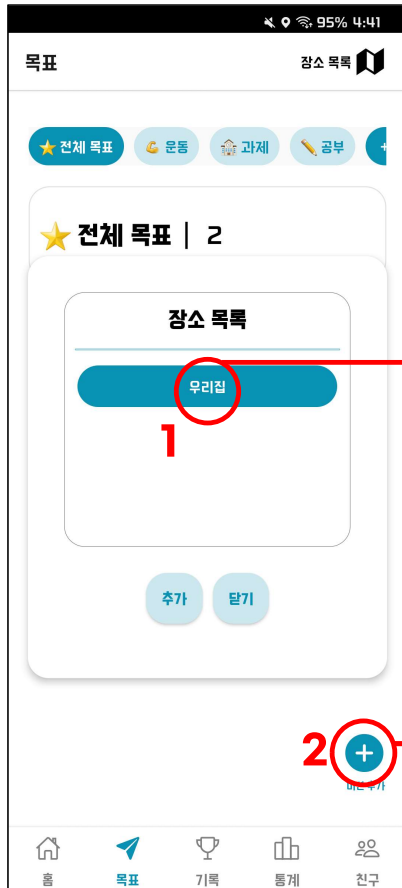 95% 4:41
목표
장소 목록
전체 목표
운동
과제
공부
+
전체 목표 | 2
장소 목록
우리집
1
추가
닫기
2
+
홈
목표
기록
통계
친구